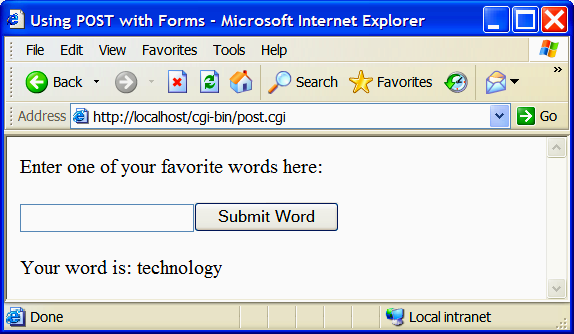 Using POST with Forms - Microsoft Internet Explorer
File Edit View Favorites Tools Help
Back Search Favorites »
Address http://localhost/cgi-bin/post.cgi Go
Enter one of your favorite words here:
Submit Word
Your word is: technology
Done Local intranet